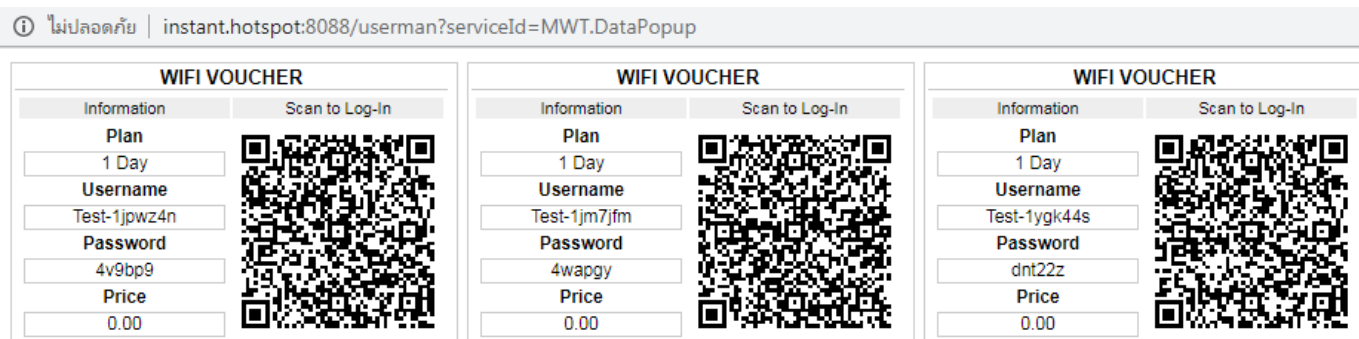 ไม่ปลอดภัย | instant.hotspot:8088/userman?serviceId=MWT.DataPopup
WIFI VOUCHER
Information Scan to Log-In
Plan
1 Day
Username
Test-1jpwz4n
Password
4v9bp9
Price
0.00
WIFI VOUCHER
Information Scan to Log-In
Plan
1 Day
Username
Test-1jm7jfm
Password
4wapgy
Price
0.00
WIFI VOUCHER
Information Scan to Log-In
Plan
1 Day
Username
Test-1ygk44s
Password
dnt22z
Price
0.00